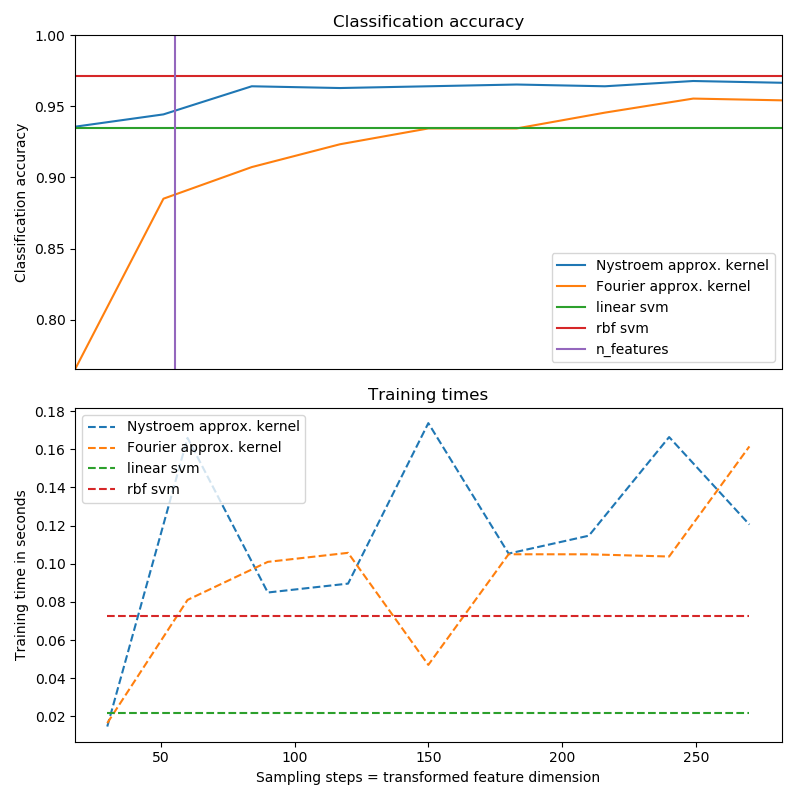 Classification accuracy
1.00
0.95
0.90
0.85
0.80
Classification accuracy
Nystroem approx. kernel
Fourier approx. kernel
linear svm
rbf svm
n_features
Training times
0.18
0.16
0.14
0.12
0.10
0.08
0.06
0.04
0.02
Training time in seconds
Nystroem approx. kernel
Fourier approx. kernel
linear svm
rbf svm
50
100
150
200
250
Sampling steps = transformed feature dimension